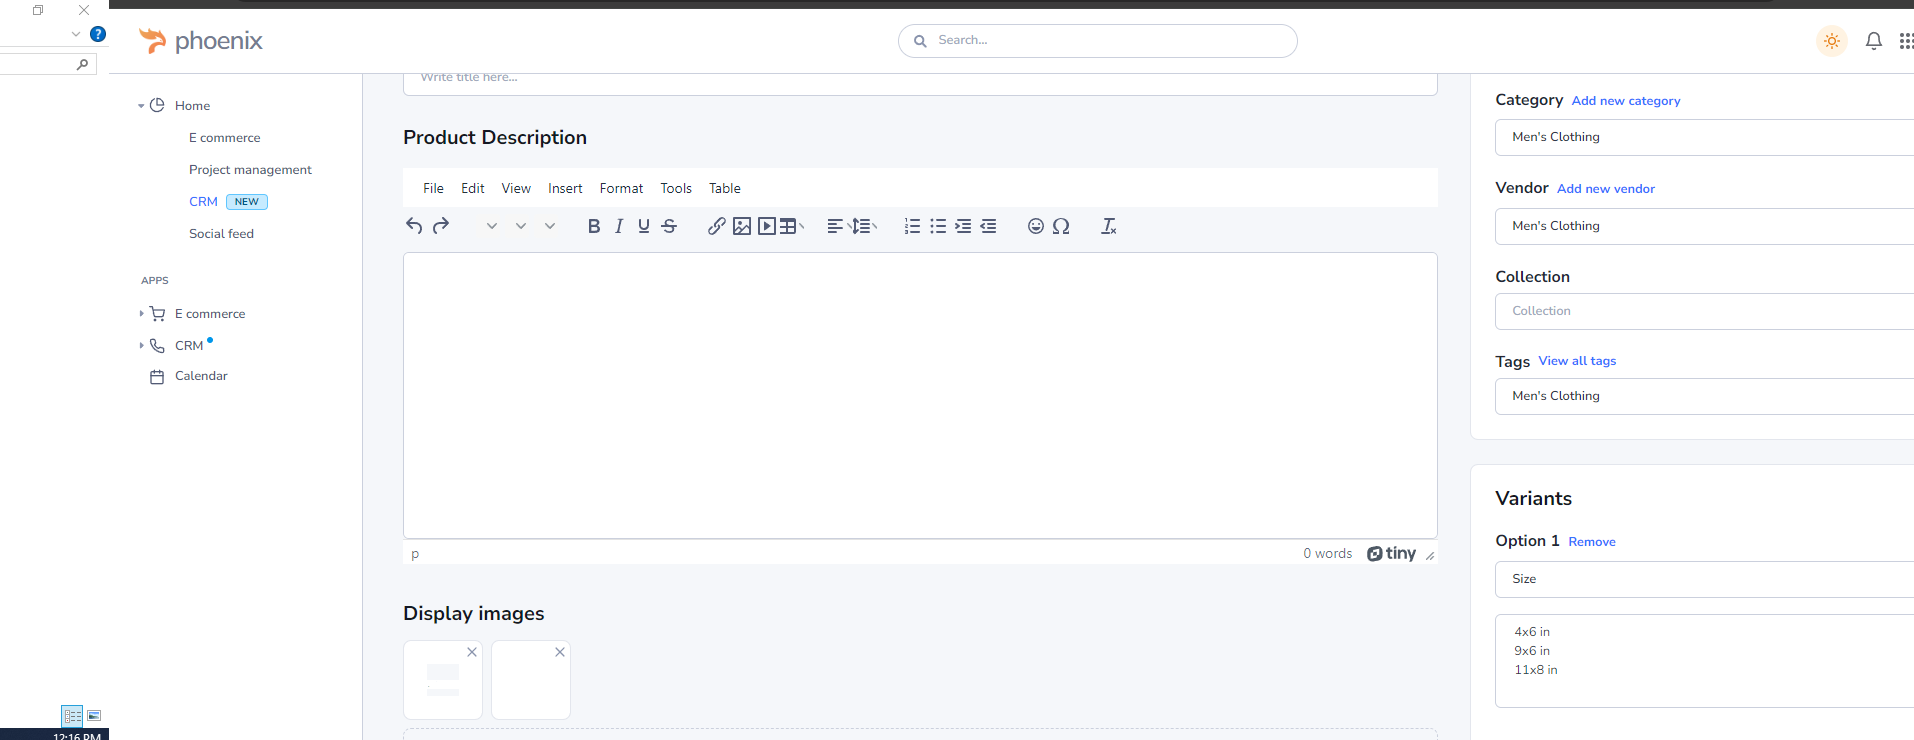 ?
phoenix
Search...
Home
E commerce
Project management
CRM NEW
Social feed
APPS
E commerce
CRM
Calendar
Write title here...
Product Description
File Edit View Insert Format Tools Table
B I U S
p
0 words tiny
Display images
Category Add new category
Men's Clothing
Vendor Add new vendor
Men's Clothing
Collection
Collection
Tags View all tags
Men's Clothing
Variants
Option 1 Remove
Size
4x6 in
9x6 in
11x8 in
12:16 PM